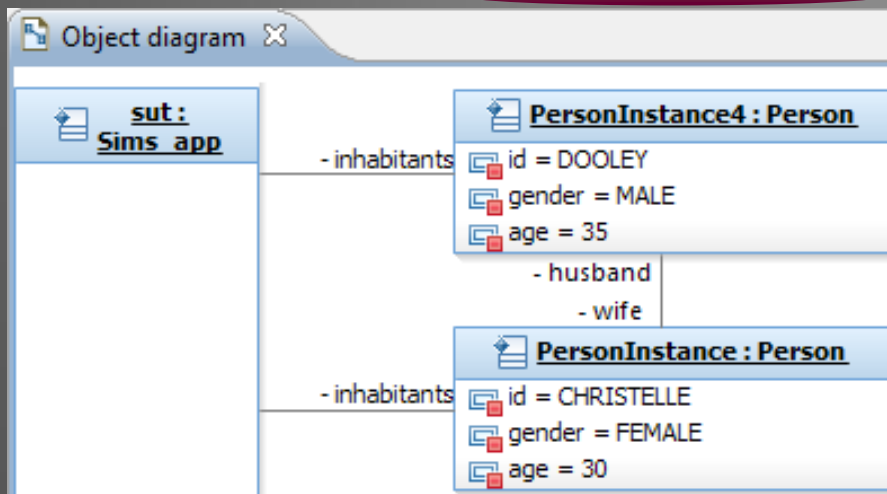 Object diagram
sut :
Sims_app
- inhabitants
PersonInstance4 : Person
id = DOOLEY
gender = MALE
age = 35
- husband
- wife
- inhabitants
PersonInstance : Person
id = CHRISTELLE
gender = FEMALE
age = 30